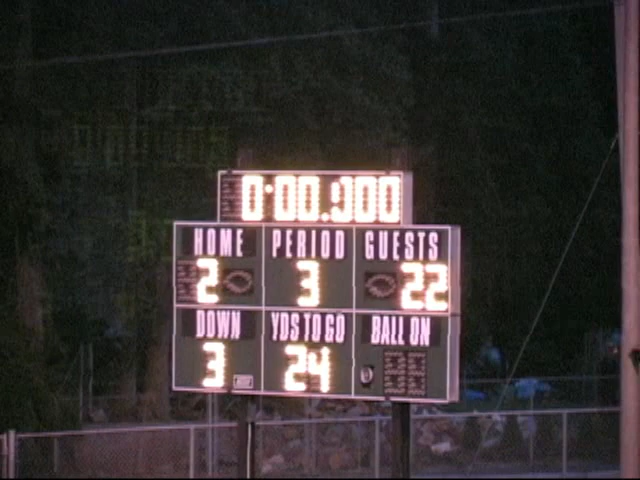 0:00.000
HOME PERIOD GUESTS
2 3 22
DOWN YDS TO GO BALL ON
3 24